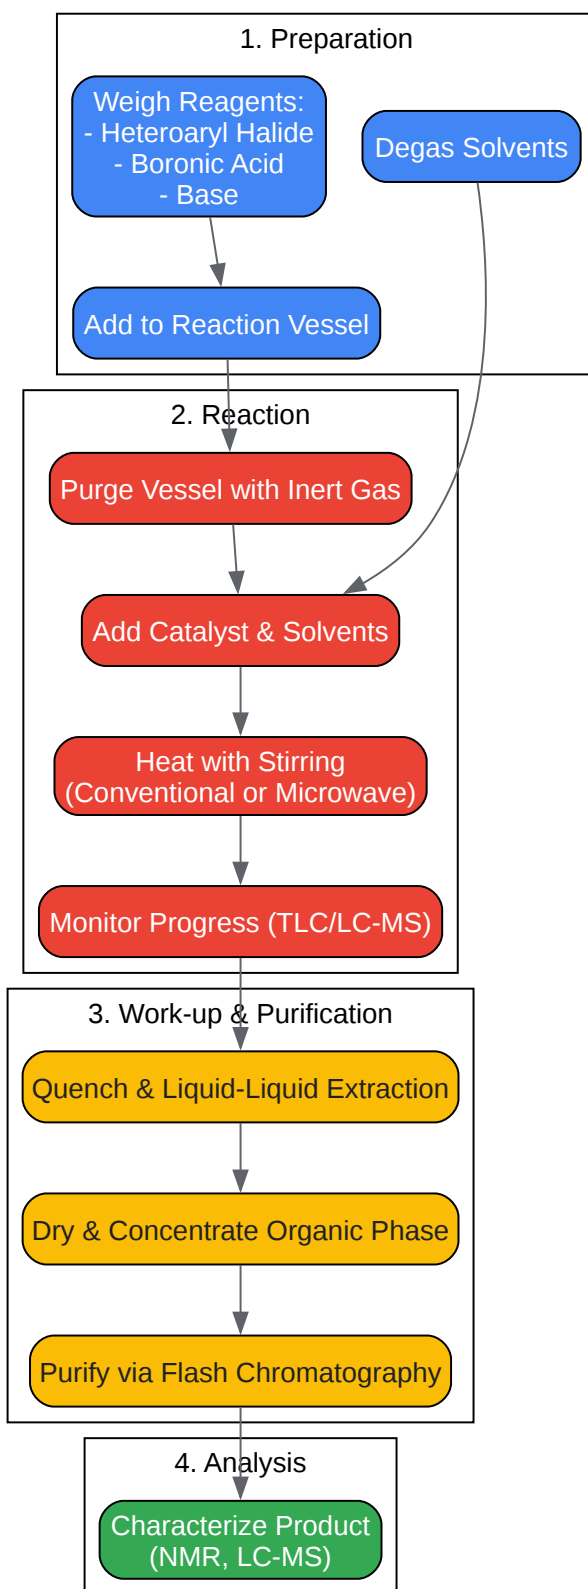 1. Preparation
Weigh Reagents:
- Heteroaryl Halide
- Boronic Acid
- Base
Degas Solvents
Add to Reaction Vessel
2. Reaction
Purge Vessel with Inert Gas
Add Catalyst & Solvents
Heat with Stirring
(Conventional or Microwave)
Monitor Progress (TLC/LC-MS)
3. Work-up & Purification
Quench & Liquid-Liquid Extraction
Dry & Concentrate Organic Phase
Purify via Flash Chromatography
4. Analysis
Characterize Product
(NMR, LC-MS)